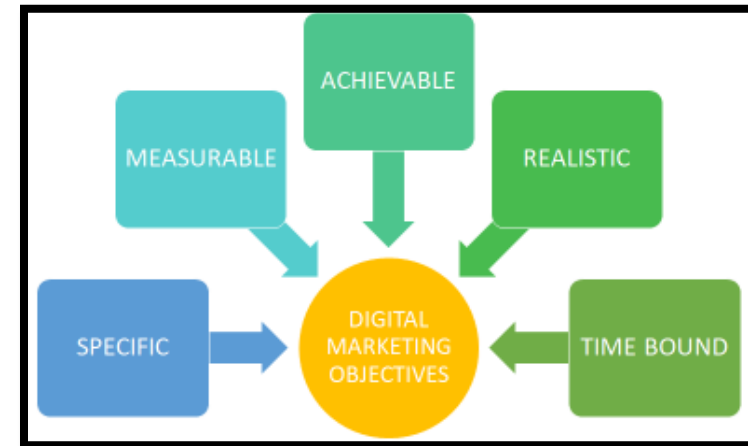 ACHIEVABLE
MEASURABLE
REALISTIC
SPECIFIC
DIGITAL
MARKETING
OBJECTIVES
TIME BOUND